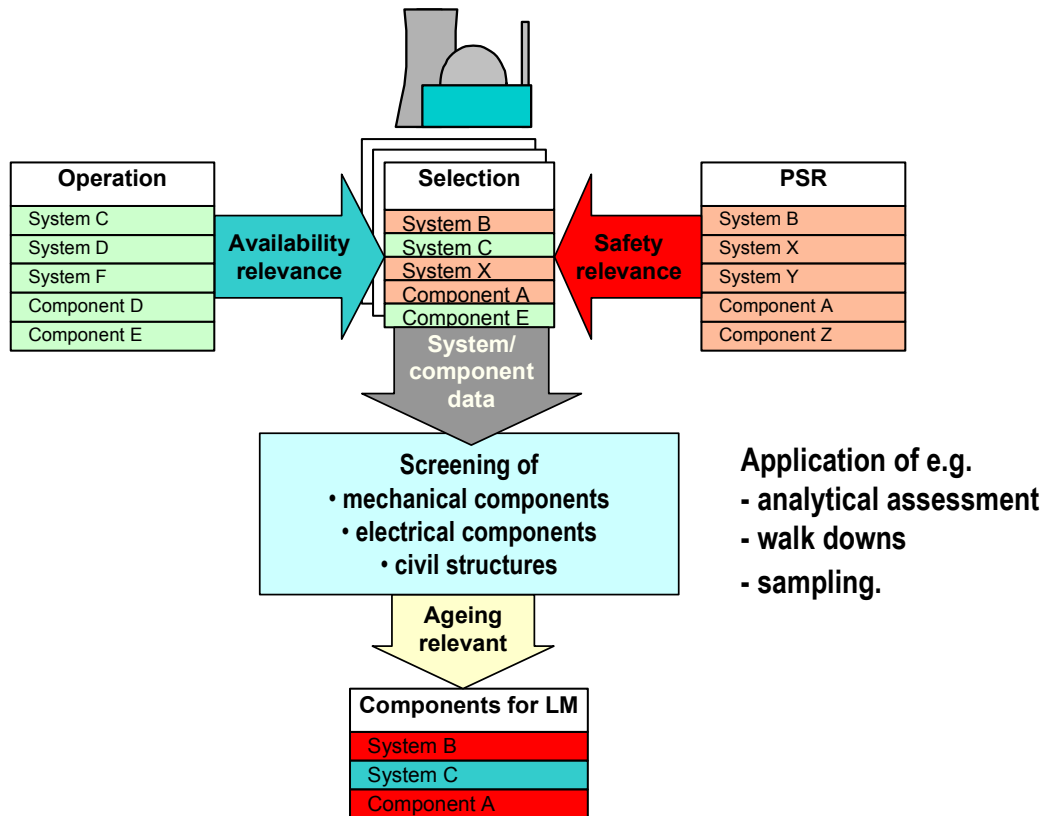 Operation
System C
System D
System F
Component D
Component E
Availability
relevance
Selection
System B
System C
System X
Component A
Component E
Safety
relevance
PSR
System B
System X
System Y
Component A
Component Z
System/
component
data
Screening of
• mechanical components
• electrical components
• civil structures
Application of e.g.
- analytical assessment
- walk downs
- sampling.
Ageing
relevant
Components for LM
System B
System C
Component A